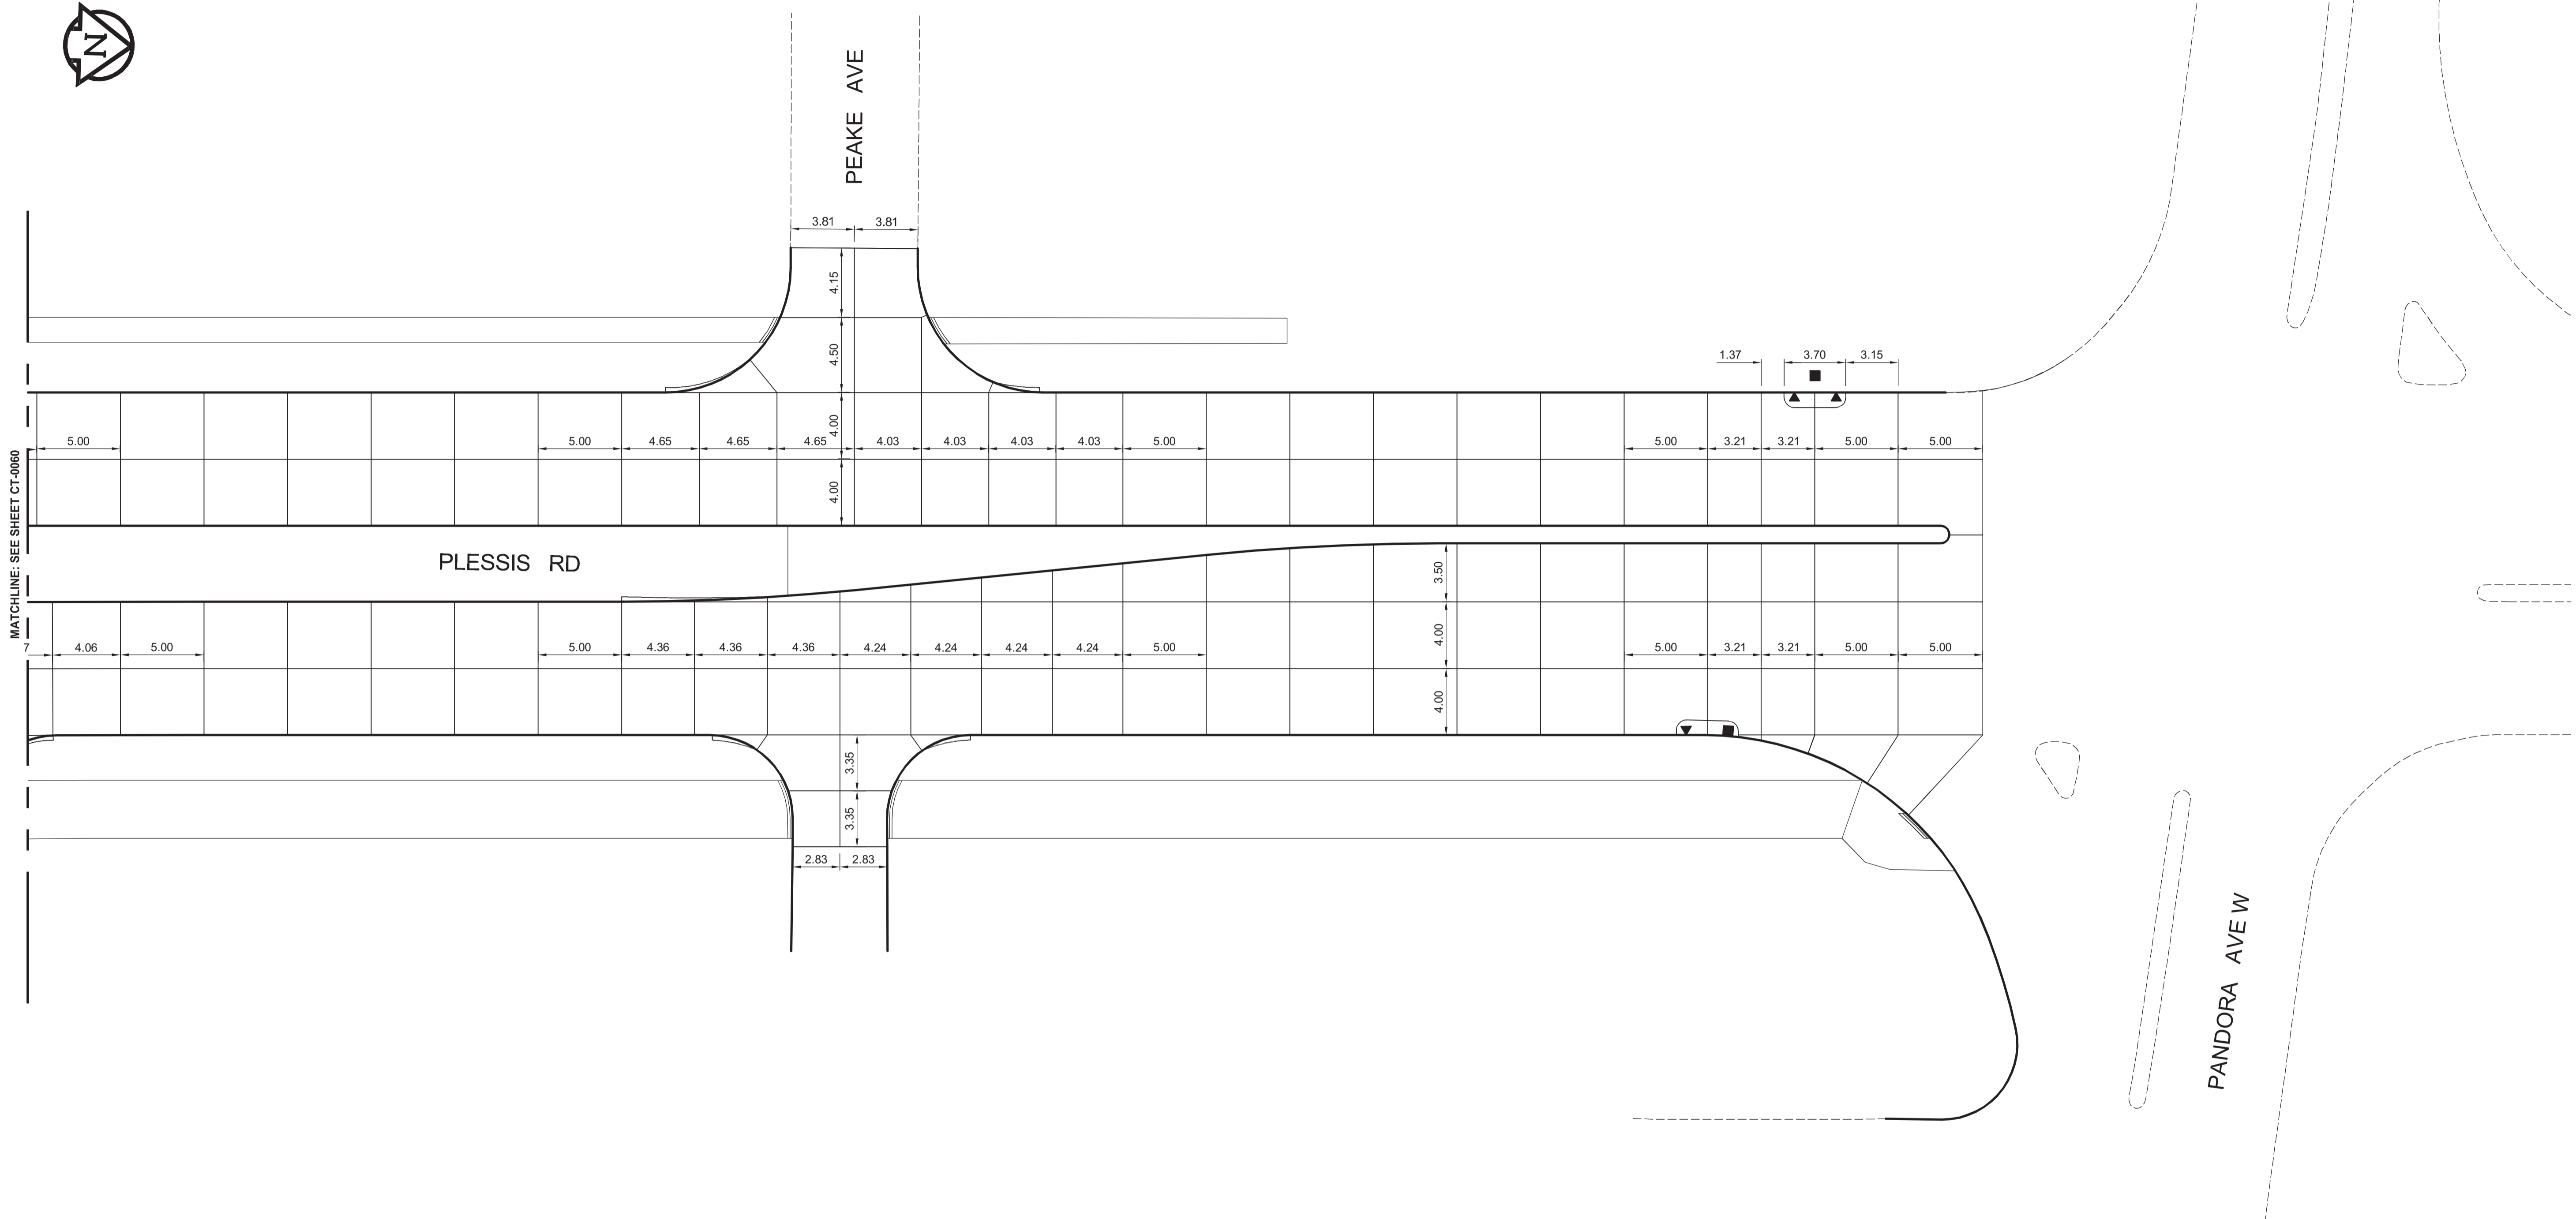 N
PEAKE AVE
3.81 3.81
4.15
4.50
1.37 3.70 3.15
4.00
5.00 5.00 4.65 4.65 4.65 4.03 4.03 4.03 4.03 5.00 5.00 3.21 3.21 5.00 5.00
4.00
MATCHLINE: SEE SHEET CT-0060
PLESSIS RD
3.50
4.00
7 4.06 5.00 5.00 4.36 4.36 4.36 4.24 4.24 4.24 4.24 5.00 5.00 3.21 3.21 5.00 5.00
4.00
3.35
3.35
2.83 2.83
PANDORA AVE W